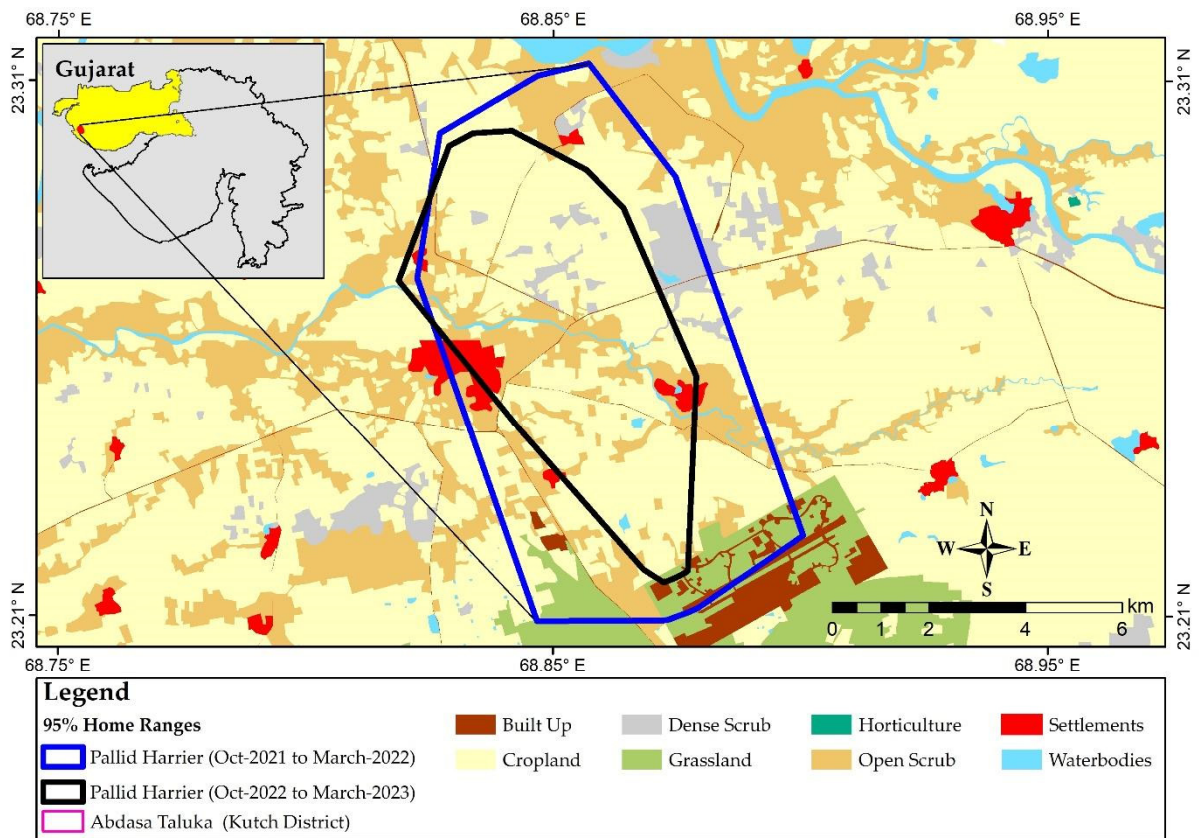 68.75° E 68.85° E 68.95° E
23.31° N 23.31° N
Gujarat
N
W E
S
km
0 1 2 4 6
23.21° N 23.21° N
68.75° E 68.85° E 68.95° E
Legend
95% Home Ranges
Pallid Harrier (Oct-2021 to March-2022)
Pallid Harrier (Oct-2022 to March-2023)
Abdasa Taluka (Kutch District)
Built Up Dense Scrub Horticulture Settlements
Cropland Grassland Open Scrub Waterbodies